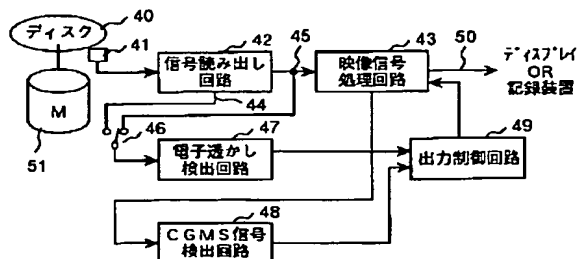 ディスク
40
41
42
信号読み出し
回路
44
45
43
映像信号
処理回路
50
ディスプレイ
OR
記録装置
M
51
46
47
電子透かし
検出回路
49
出力制御回路
48
CGMS信号
検出回路